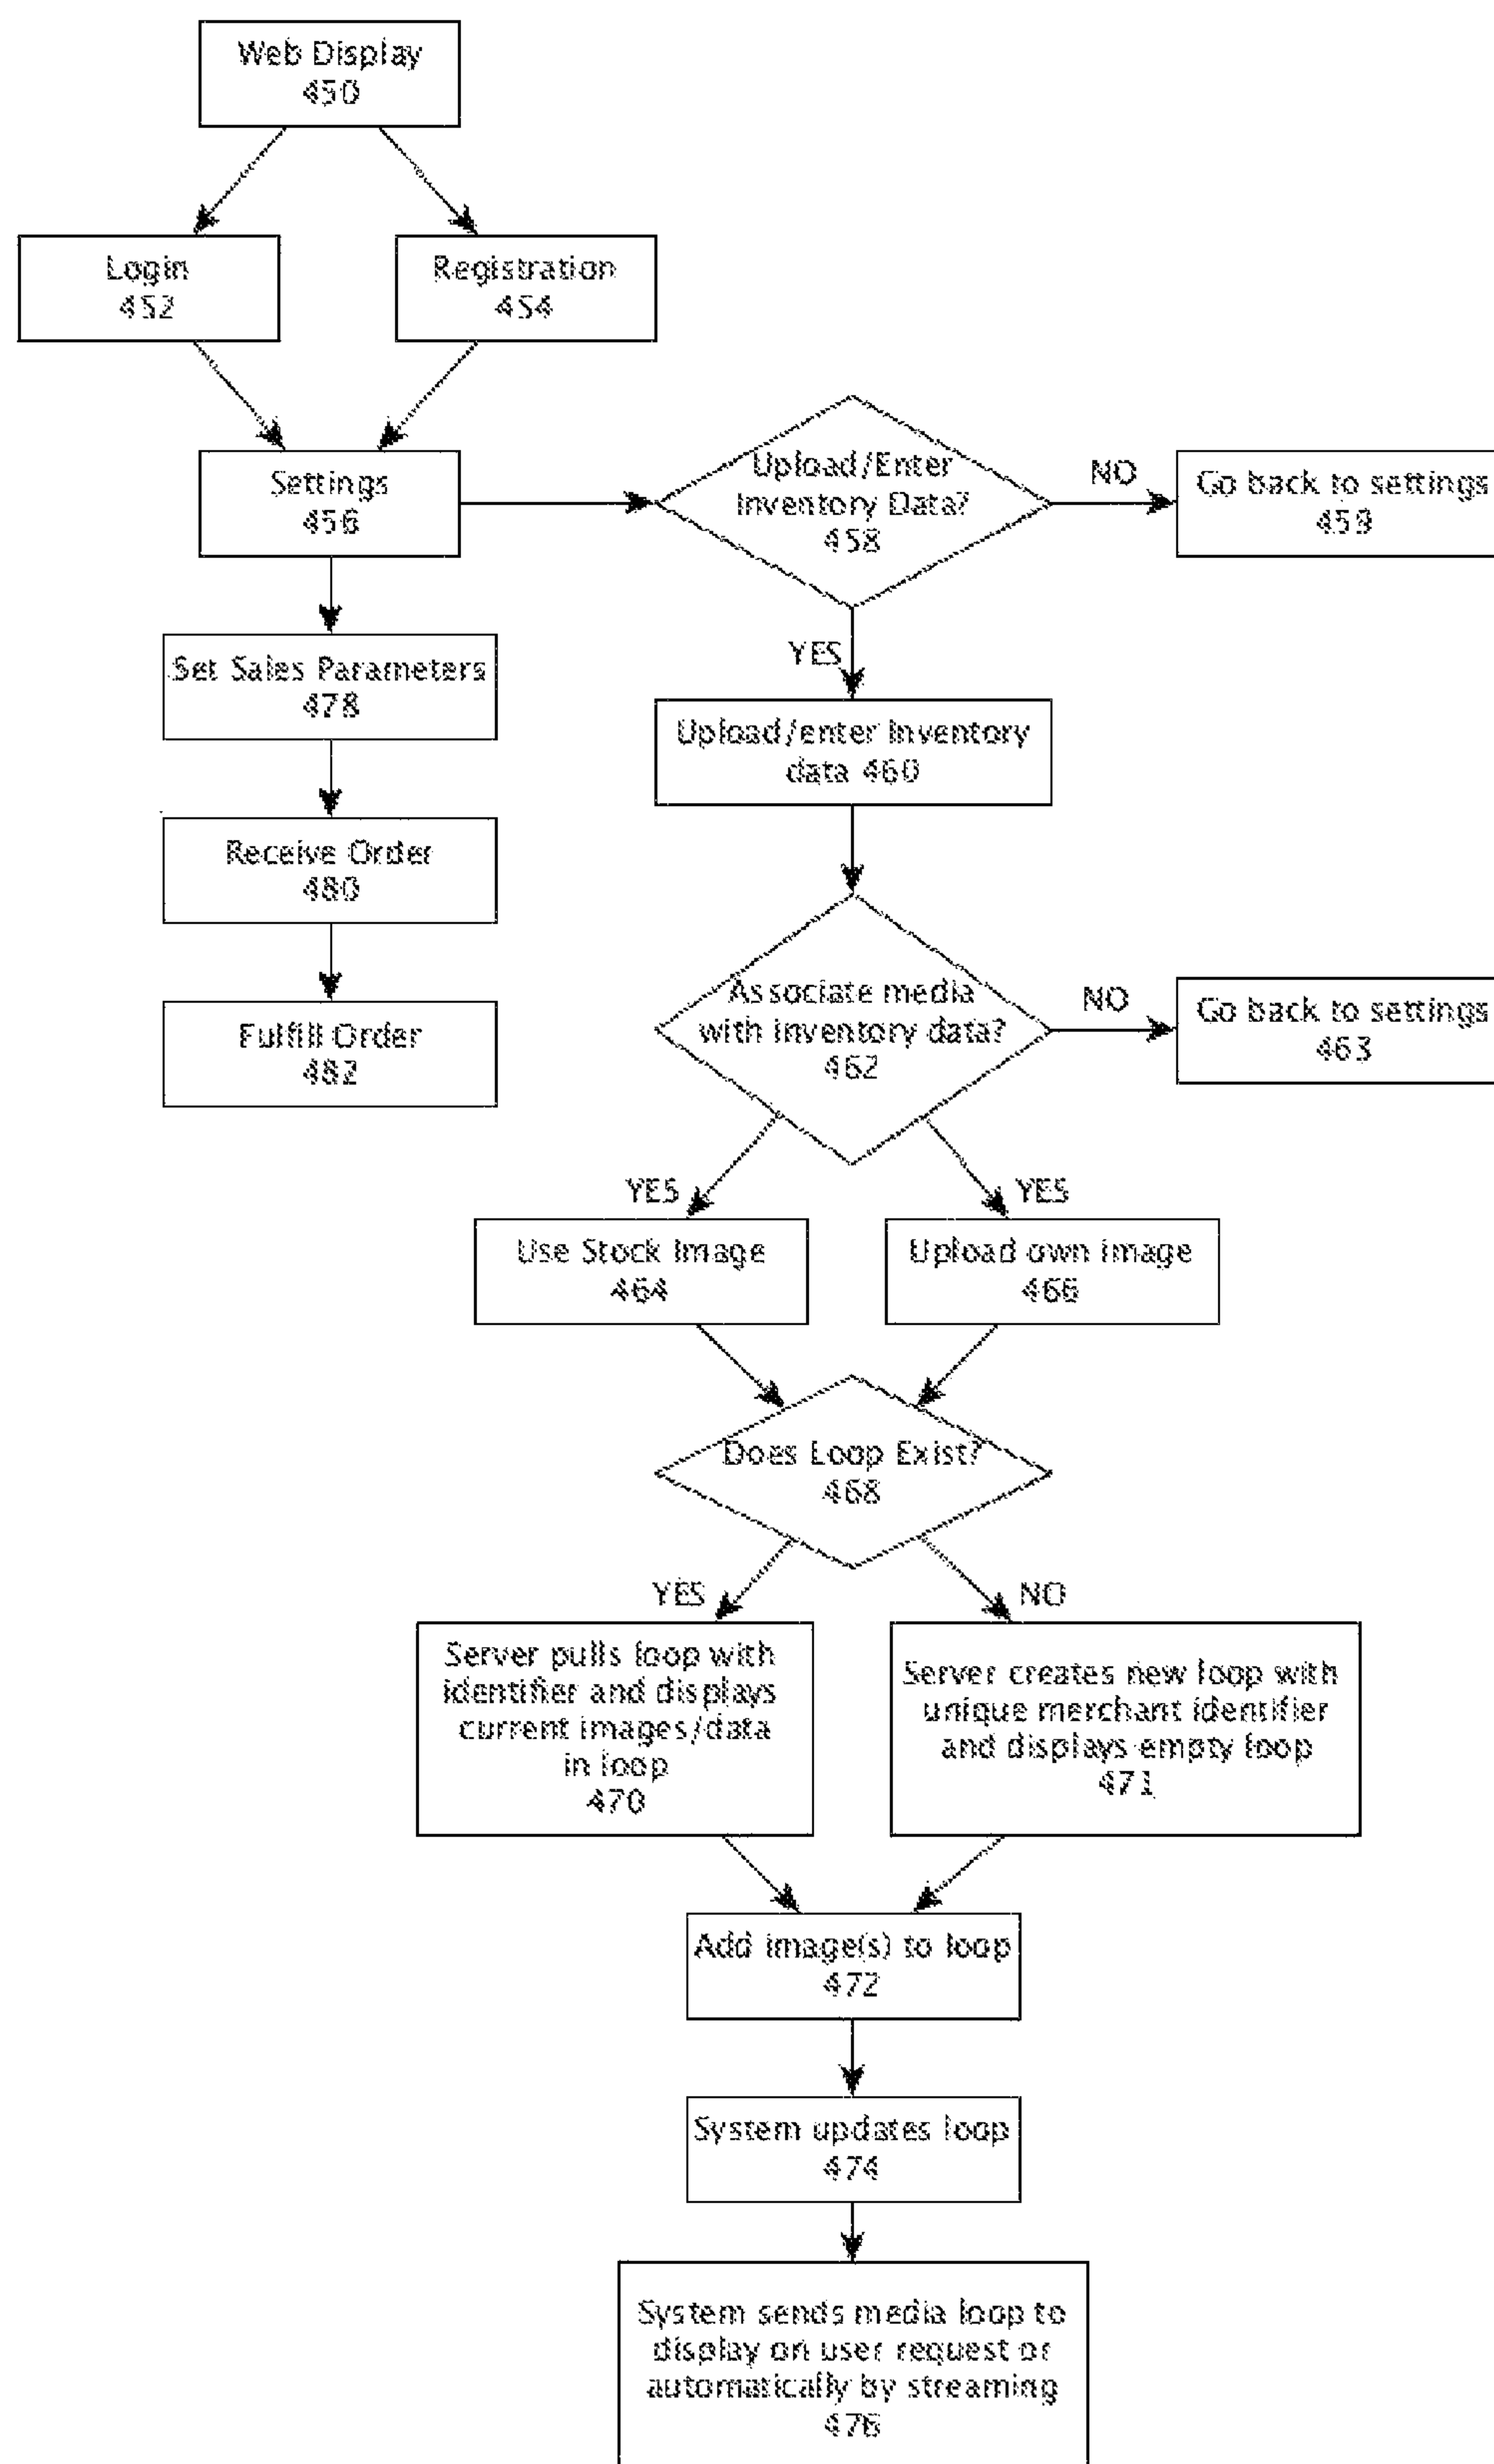 Web Display
450
Login
452
Registration
454
Settings
456
Upload/Enter
Inventory Data?
458
NO
Go back to settings
459
YES
Set Sales Parameters
478
Upload/enter Inventory
data 460
Receive Order
480
Associate media
with inventory data?
462
NO
Go back to settings
463
Fulfill Order
482
YES
YES
Use Stock Image
464
Upload own image
466
Does Loop Exist?
468
YES
NO
Server pulls loop with
identifier and displays
current images/data
in loop
470
Server creates new loop with
unique merchant identifier
and displays empty loop
471
Add image(s) to loop
472
System updates loop
474
System sends media loop to
display on user request or
automatically by streaming
476